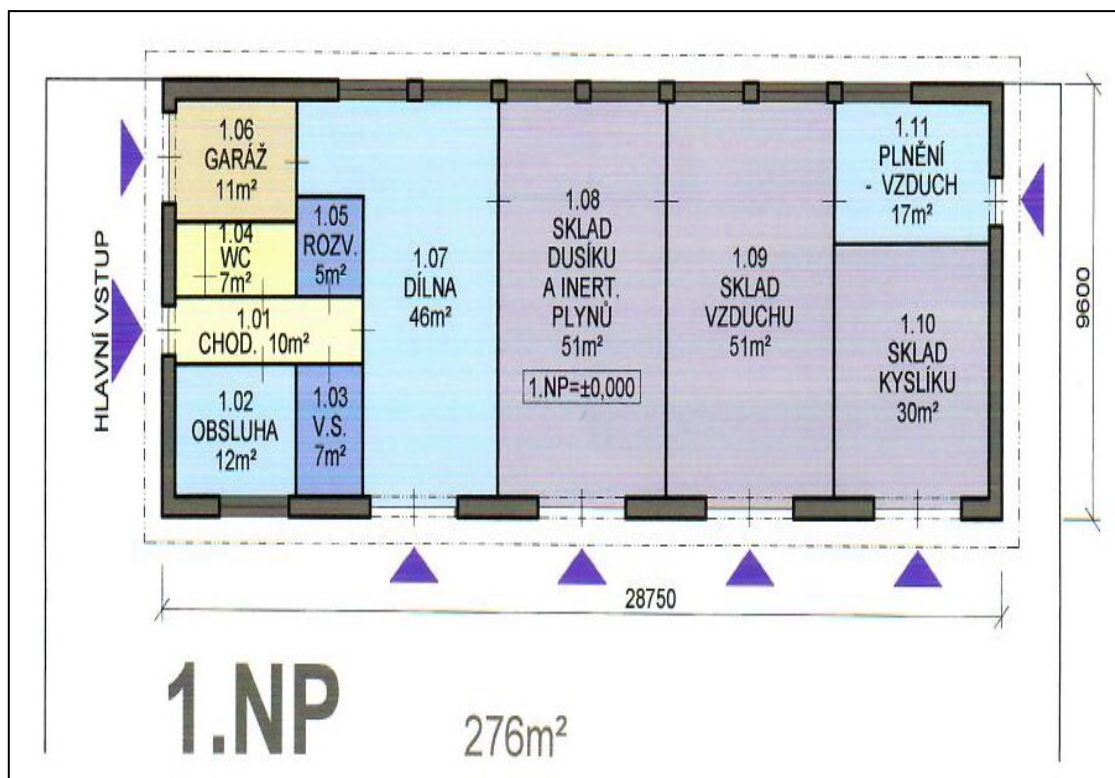 1.06
GARÁŽ
11m²
1.04
WC
7m²
1.05
ROZV.
5m²
1.01
CHOD. 10m²
1.02
OBSLUHA
12m²
1.03
V.S.
7m²
1.07
DÍLNA
46m²
1.08
SKLAD
DUSÍKU
A INERT.
PLYNŮ
51m²
1.NP=±0,000
1.09
SKLAD
VZDUCHU
51m²
1.11
PLNĚNÍ
- VZDUCH
17m²
1.10
SKLAD
KYSLÍKU
30m²
HLAVNÍ VSTUP
9600
28750
1.NP
276m²